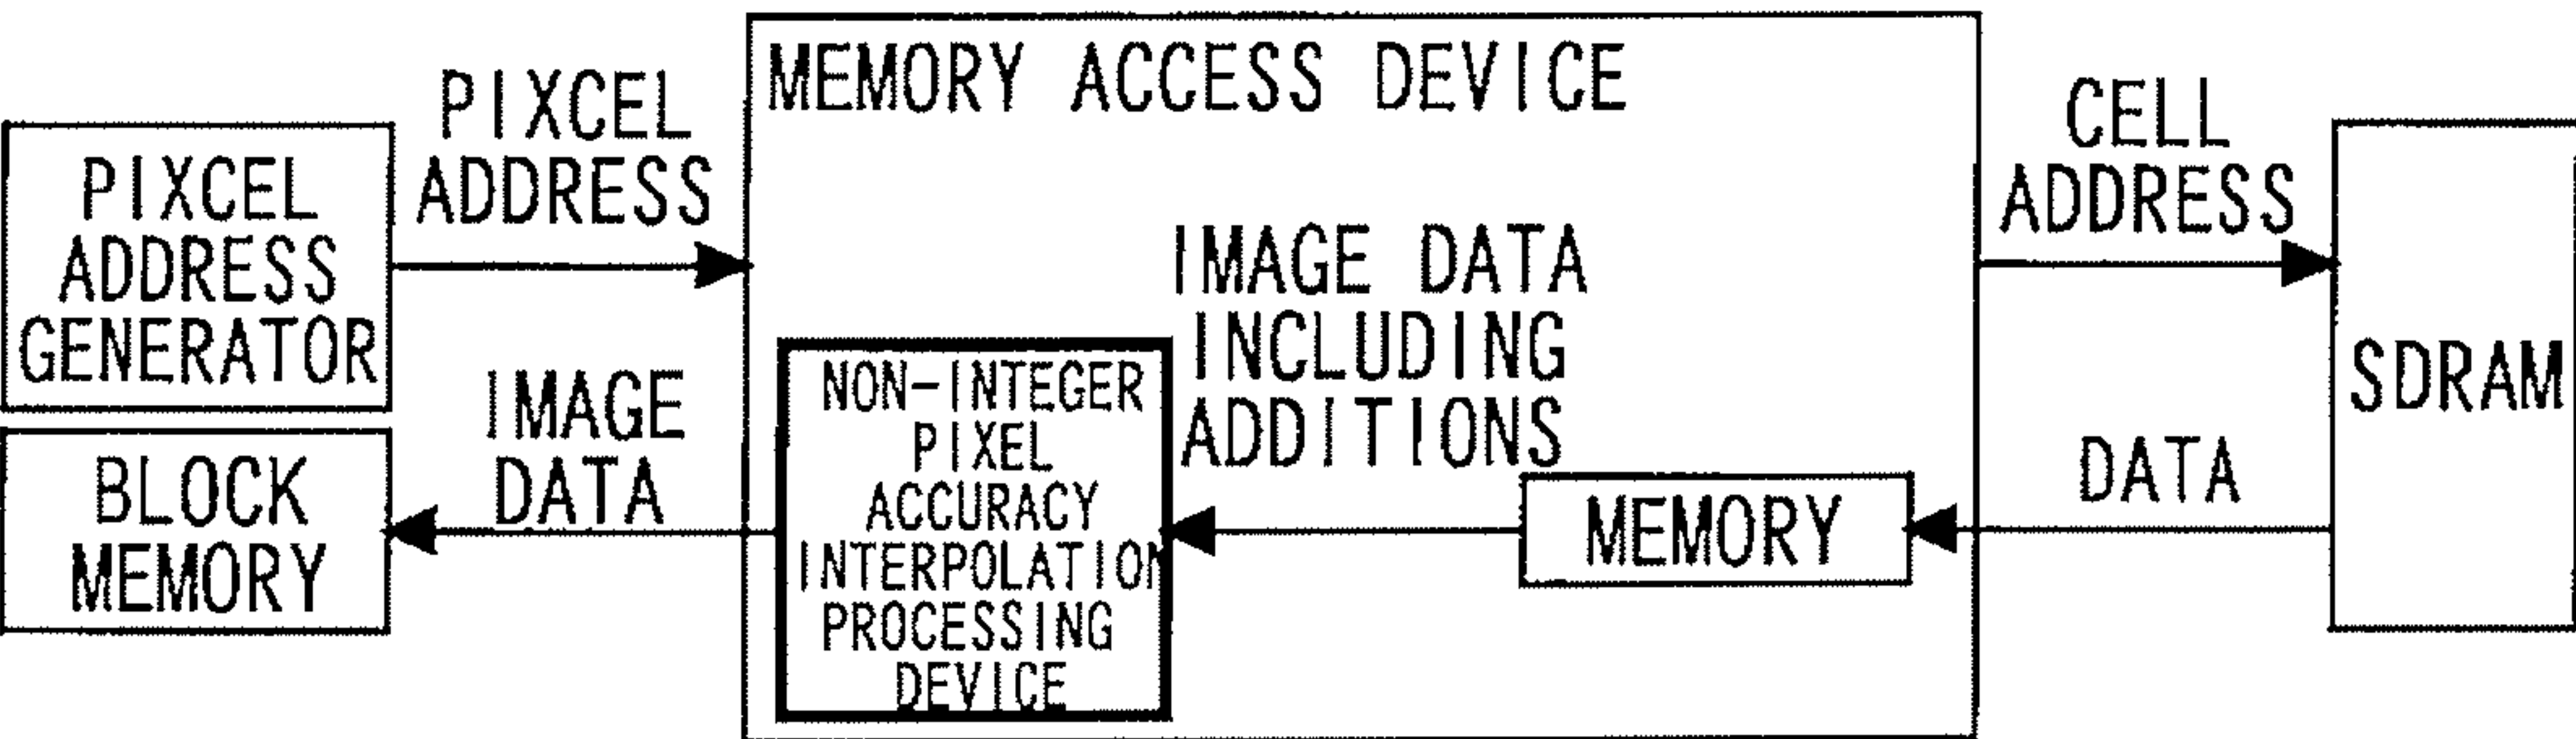 PIXCEL
ADDRESS
GENERATOR
PIXCEL
ADDRESS
MEMORY ACCESS DEVICE
CELL
ADDRESS
SDRAM
IMAGE DATA
INCLUDING
ADDITIONS
NON-INTEGER
PIXEL
ACCURACY
INTERPOLATION
PROCESSING
DEVICE
MEMORY
DATA
IMAGE
DATA
BLOCK
MEMORY